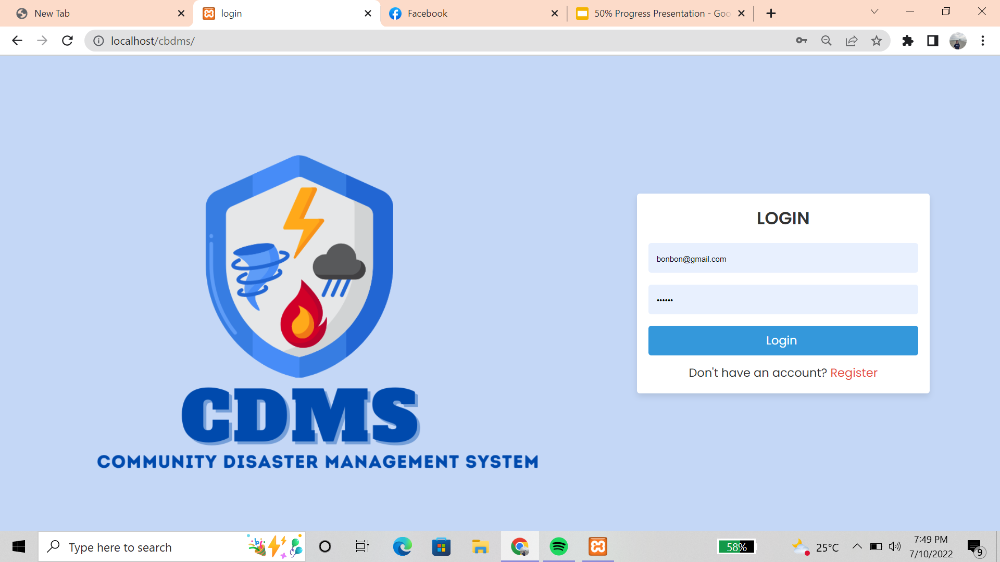 New Tab
login
Facebook
50% Progress Presentation - Goo
localhost/cbdms/
LOGIN
bonbon@gmail.com
••••••
Login
Don't have an account? Register
CDMS
COMMUNITY DISASTER MANAGEMENT SYSTEM
Type here to search
58%
25°C
7:49 PM
7/10/2022
9